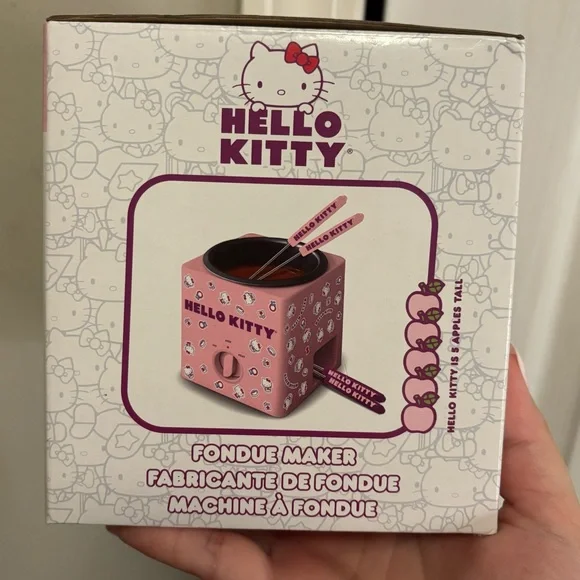 HELLO
KITTY®
HELLO KITTY
HELLO KITTY
HELLO KITTY
HELLO KITTY
HELLO KITTY
HELLO KITTY IS 5 APPLES TALL
FONDUE MAKER
FABRICANTE DE FONDUE
MACHINE À FONDUE